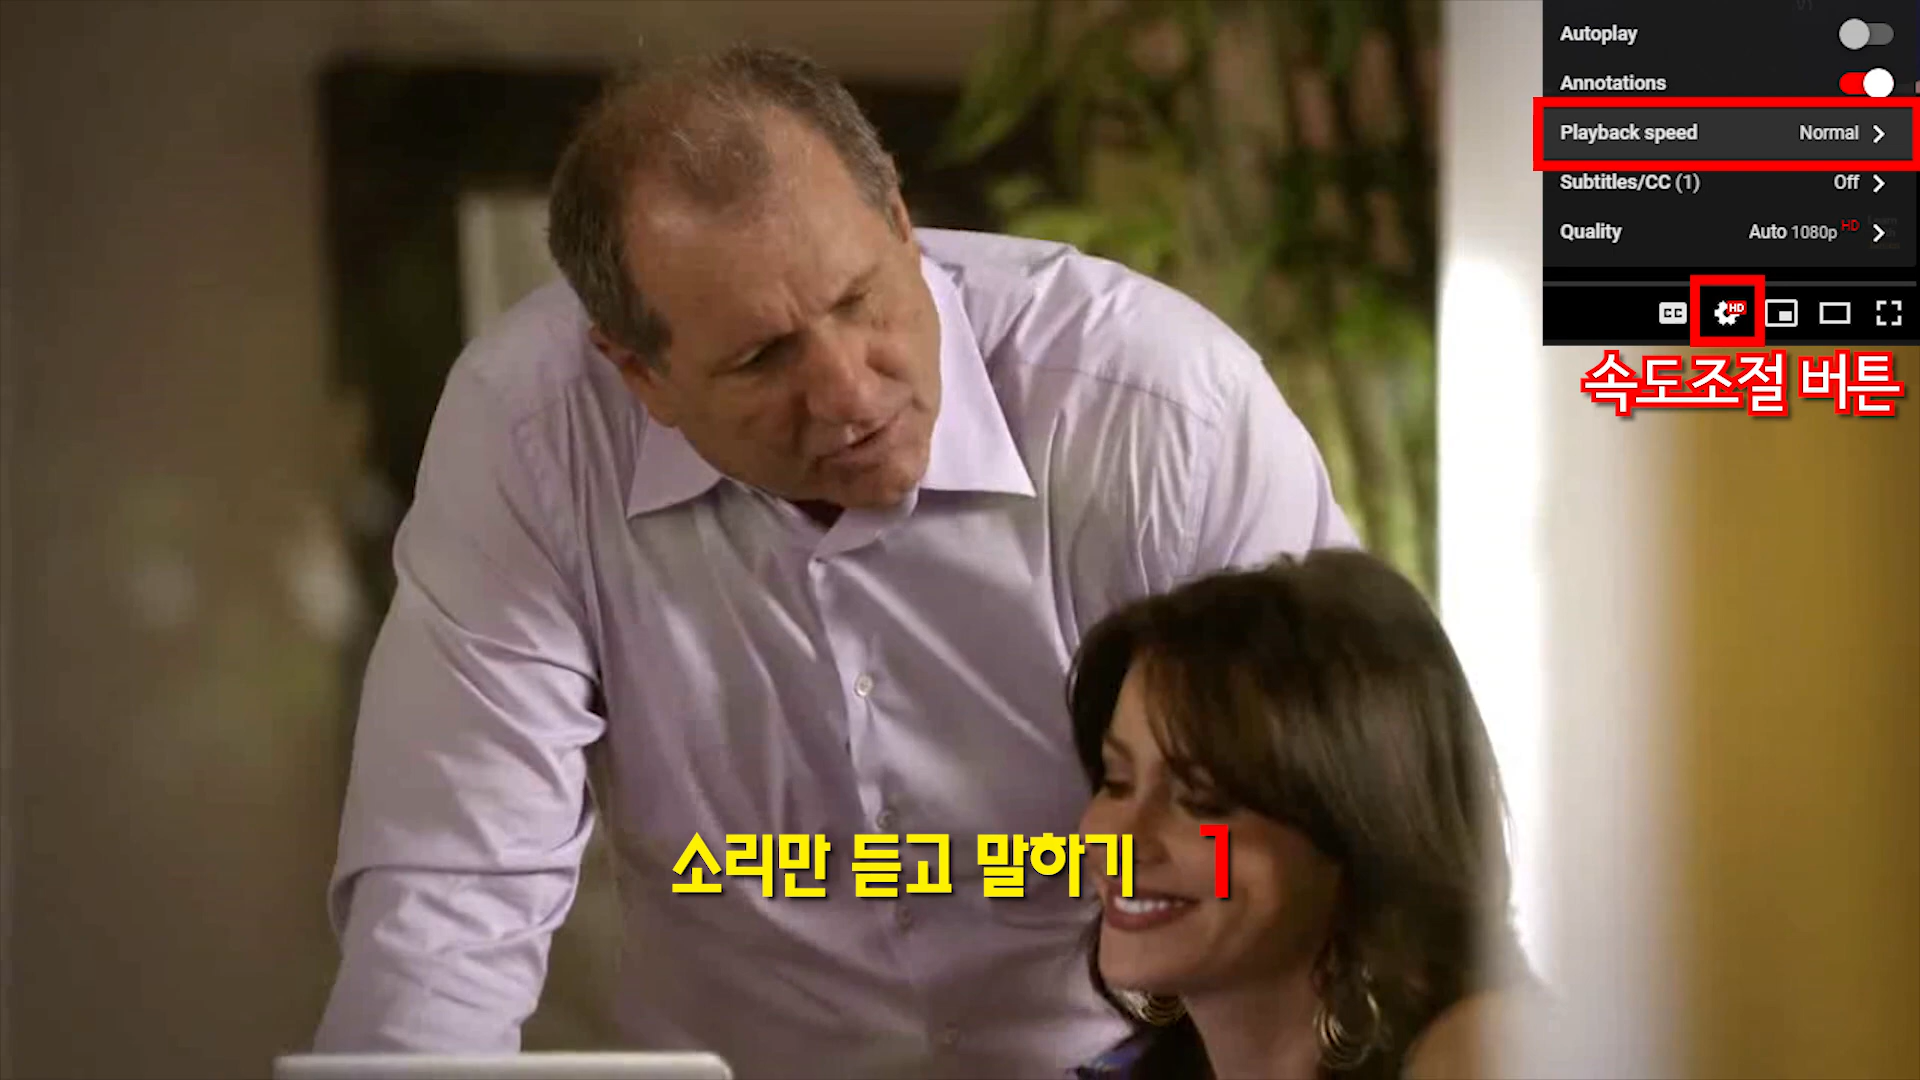 Autoplay
Annotations
Playback speed Normal
Subtitles/CC (1) Off
Quality Auto 1080p HD
CC HD
속도조절 버튼
소리만 듣고 말하기 1